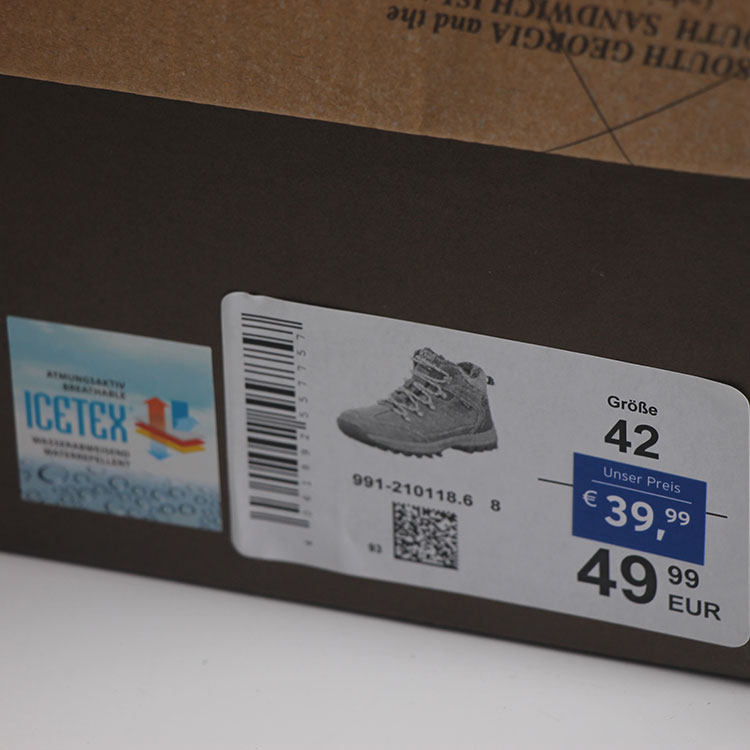 SOUTH GEORGIA and the
SOUTH SANDWICH
ATMUNGSAKTIV
BREATHABLE
ICETEX
WASSERABWEISEND
WATERREPELLENT
991-210118.6 8
93
Größe
42
Unser Preis
€ 39,99
49 99
EUR